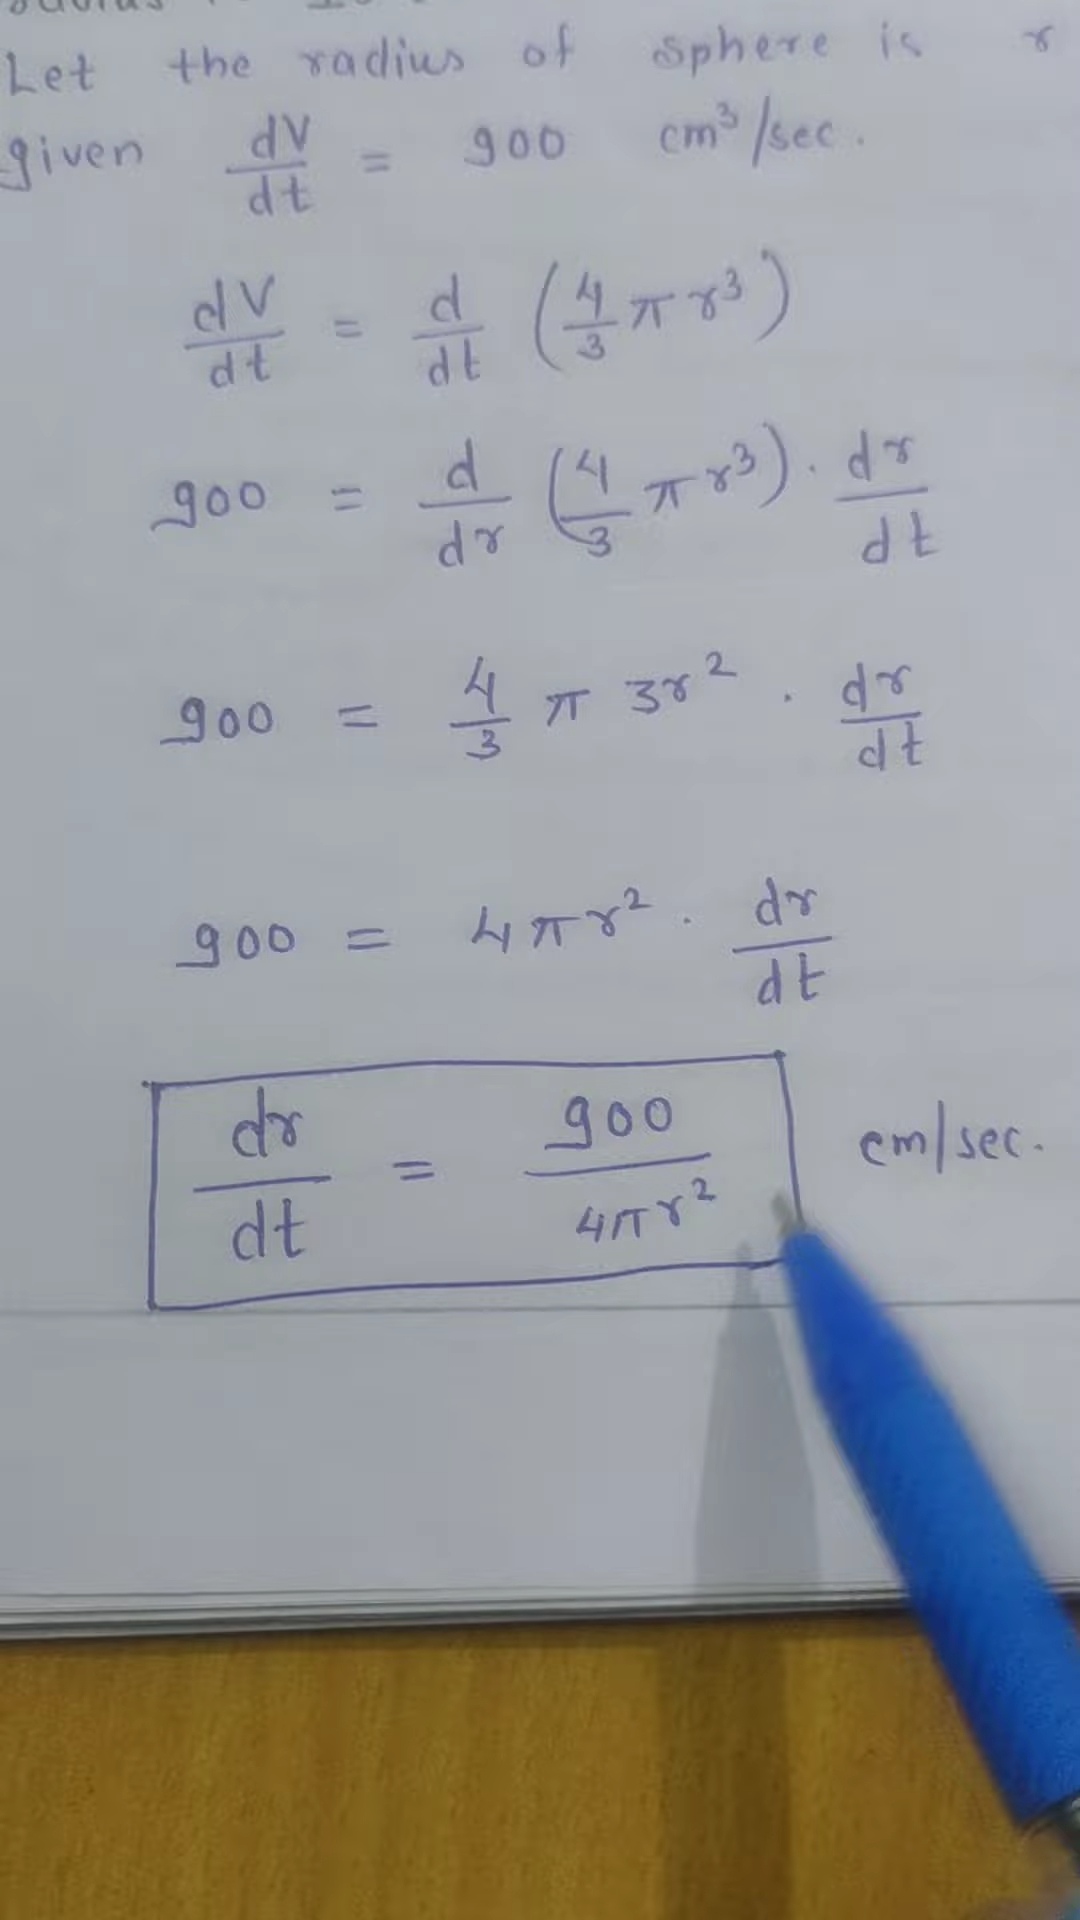 Let the radius of sphere is r
given dV/dt = 900 cm³/sec.
dV/dt = d/dt (4/3 π r³)
900 = d/dr (4/3 π r³) · dr/dt
900 = 4/3 π 3r² · dr/dt
900 = 4πr² · dr/dt
dr/dt = 900/4πr² cm/sec.